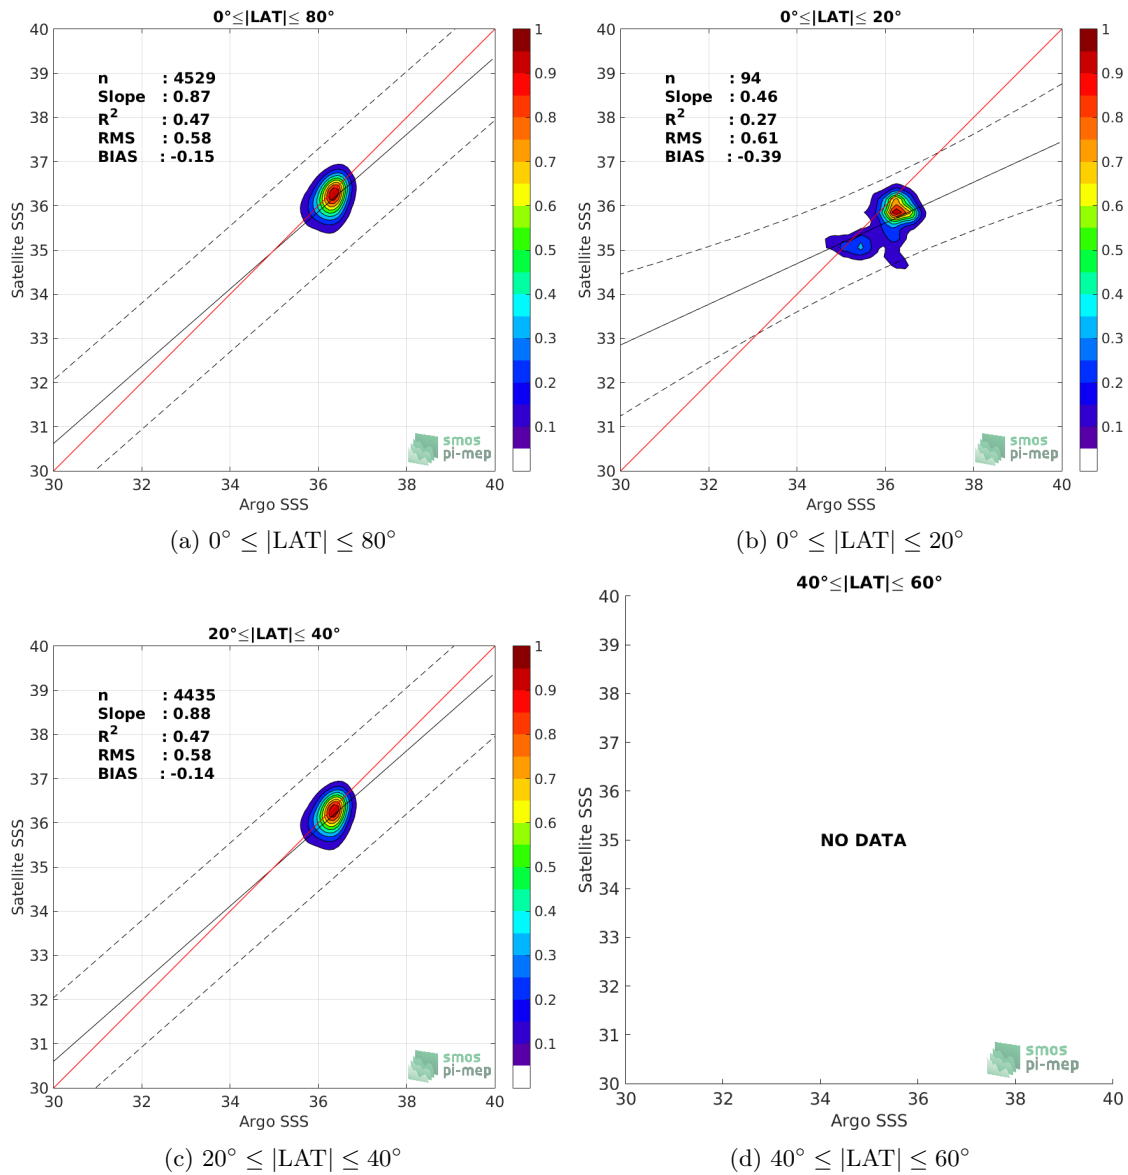 0°≤|LAT|≤ 80°
40
39
38
37
36
35
34
33
32
31
30
Satellite SSS
n : 4529
Slope : 0.87
R² : 0.47
RMS : 0.58
BIAS : -0.15
smos
pi-mep
30 32 34 36 38 40
Argo SSS
1
0.9
0.8
0.7
0.6
0.5
0.4
0.3
0.2
0.1
(a) 0° ≤ |LAT| ≤ 80°
0°≤|LAT|≤ 20°
40
39
38
37
36
35
34
33
32
31
30
Satellite SSS
n : 94
Slope : 0.46
R² : 0.27
RMS : 0.61
BIAS : -0.39
smos
pi-mep
30 32 34 36 38 40
Argo SSS
1
0.9
0.8
0.7
0.6
0.5
0.4
0.3
0.2
0.1
(b) 0° ≤ |LAT| ≤ 20°
20°≤|LAT|≤ 40°
40
39
38
37
36
35
34
33
32
31
30
Satellite SSS
n : 4435
Slope : 0.88
R² : 0.47
RMS : 0.58
BIAS : -0.14
smos
pi-mep
30 32 34 36 38 40
Argo SSS
1
0.9
0.8
0.7
0.6
0.5
0.4
0.3
0.2
0.1
(c) 20° ≤ |LAT| ≤ 40°
40°≤|LAT|≤ 60°
40
39
38
37
36
35
34
33
32
31
30
Satellite SSS
NO DATA
smos
pi-mep
30 32 34 36 38 40
Argo SSS
(d) 40° ≤ |LAT| ≤ 60°